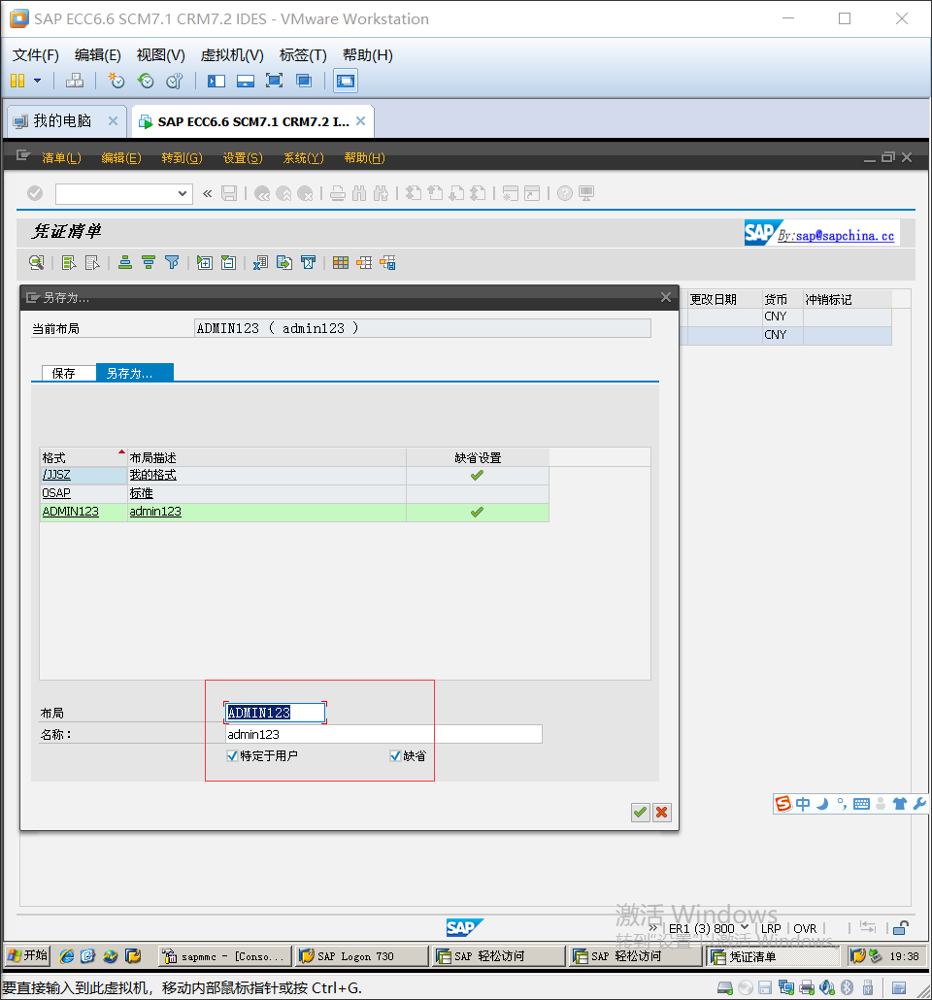 SAP ECC6.6 SCM7.1 CRM7.2 IDES - VMware Workstation
文件(F) 编辑(E) 视图(V) 虚拟机(V) 标签(T) 帮助(H)
我的电脑 SAP ECC6.6 SCM7.1 CRM7.2 I...
清单(L) 编辑(E) 转到(G) 设置(S) 系统(Y) 帮助(H)
凭证清单
SAP By:sap@sapchina.cc
另存为...
更改日期 货币 冲销标记
CNY
CNY
当前布局 ADMIN123 ( admin123 )
保存 另存为...
格式 布局描述 缺省设置
/JJSZ 我的格式
0SAP 标准
ADMIN123 admin123
布局 ADMIN123
名称： admin123
特定于用户 缺省
中
激活 Windows
转到"设置"以激活 Windows
SAP » ER1 (3) 800 LRP OVR
开始 sapmmc - [Conso... SAP Logon 730 SAP 轻松访问 SAP 轻松访问 凭证清单 19:38
要直接输入到此虚拟机，移动内部鼠标指针或按 Ctrl+G.